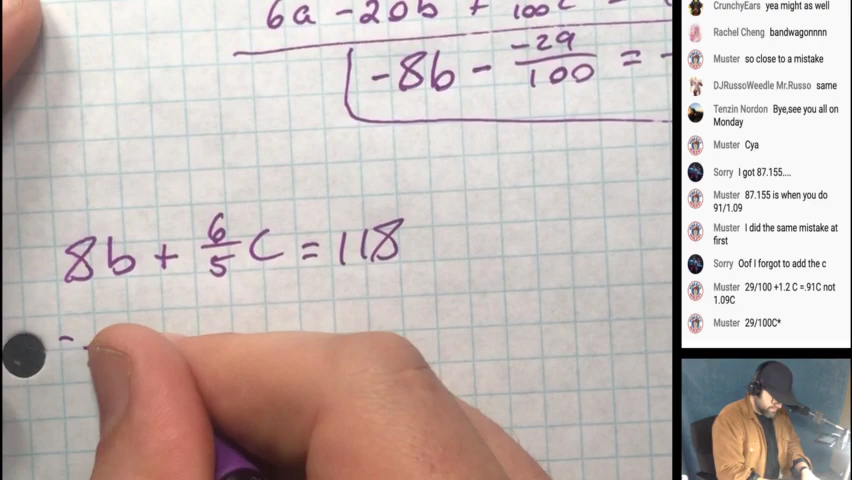 6a - 20b + 100c -
-8b - -29/100 = -
8b + 6/5 C = 118
-
CrunchyEars yea might as well
Rachel Cheng bandwagonnnn
Muster so close to a mistake
DJRussoWeedle Mr.Russo same
Tenzin Nordon Bye,see you all on
Monday
Muster Cya
Sorry I got 87.155....
Muster 87.155 is when you do
91/1.09
Muster I did the same mistake at
first
Sorry Oof I forgot to add the c
Muster 29/100 +1.2 C =.91C not
1.09C
Muster 29/100C*